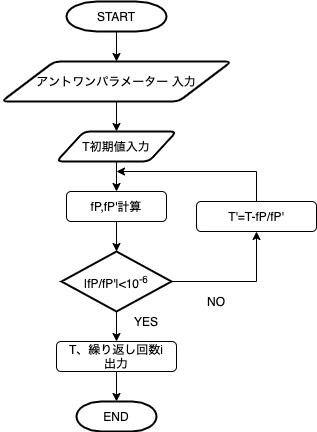 START
アントワンパラメーター 入力
T初期値入力
fP,fP'計算
T'=T-fP/fP'
|fP/fP'|<10-6
NO
YES
T、繰り返し回数i
出力
END